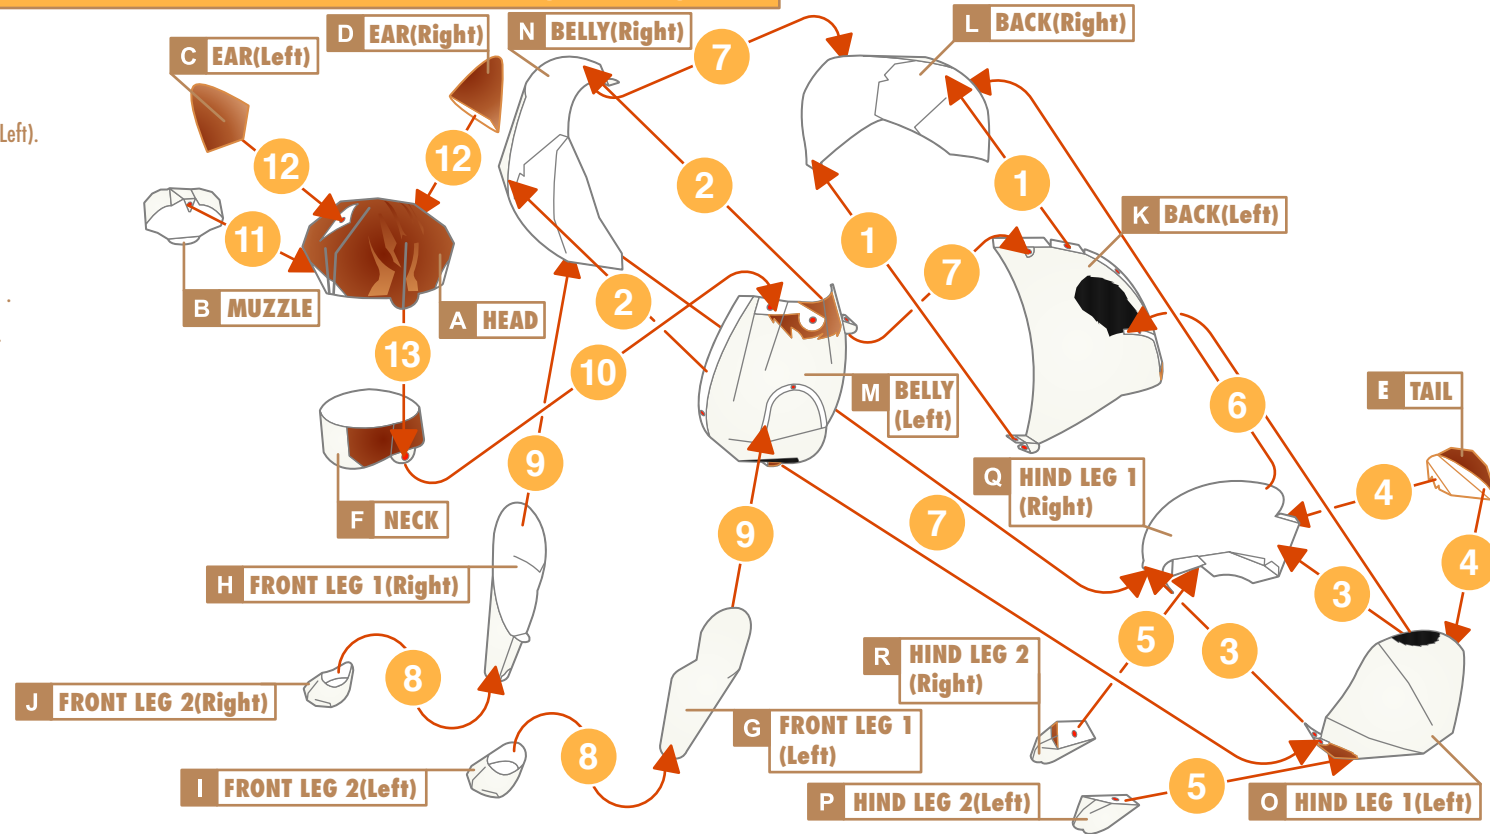 D EAR(Right)
N BELLY(Right)
L BACK(Right)
C EAR(Left)
7
Left).
12
12
2
1
K BACK(Left)
11
1
7
B MUZZLE
A HEAD
2
13
10
M BELLY
(Left)
6
E TAIL
9
Q HIND LEG 1
(Right)
4
F NECK
7
9
4
H FRONT LEG 1(Right)
3
5
3
R HIND LEG 2
(Right)
8
J FRONT LEG 2(Right)
G FRONT LEG 1
(Left)
8
I FRONT LEG 2(Left)
5
P HIND LEG 2(Left)
O HIND LEG 1(Left)